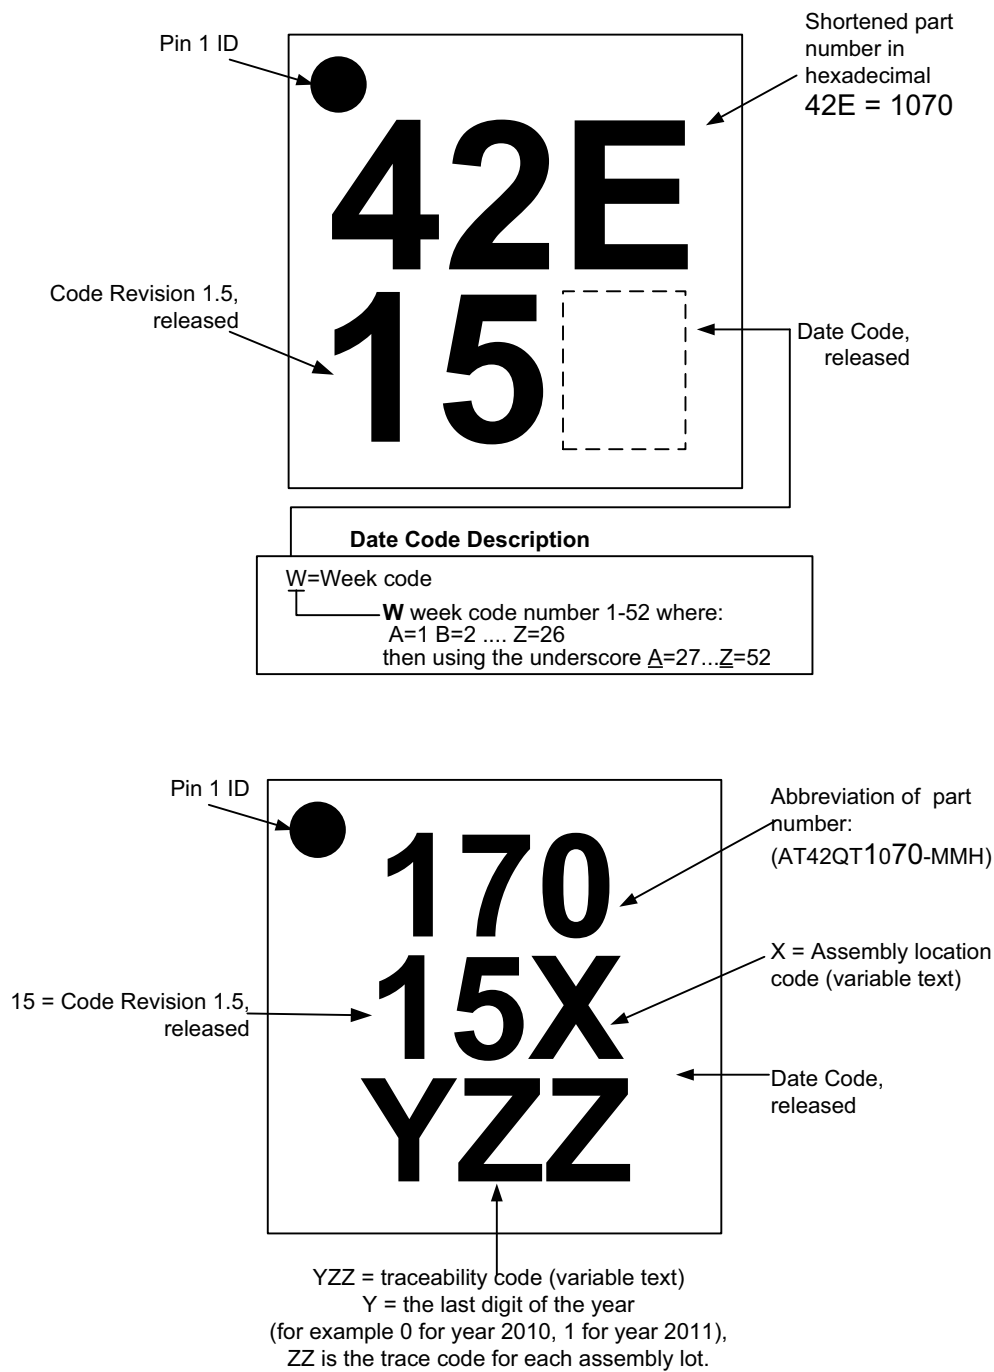 Pin 1 ID
Shortened part
number in
hexadecimal
42E = 1070
42E
Code Revision 1.5,
released
15
Date Code,
released
Date Code Description
W=Week code
W week code number 1-52 where:
A=1 B=2 .... Z=26
then using the underscore A=27...Z=52
Pin 1 ID
Abbreviation of part
number:
(AT42QT1070-MMH)
170
X = Assembly location
code (variable text)
15 = Code Revision 1.5,
released
15X
Date Code,
released
YZZ
YZZ = traceability code (variable text)
Y = the last digit of the year
(for example 0 for year 2010, 1 for year 2011),
ZZ is the trace code for each assembly lot.